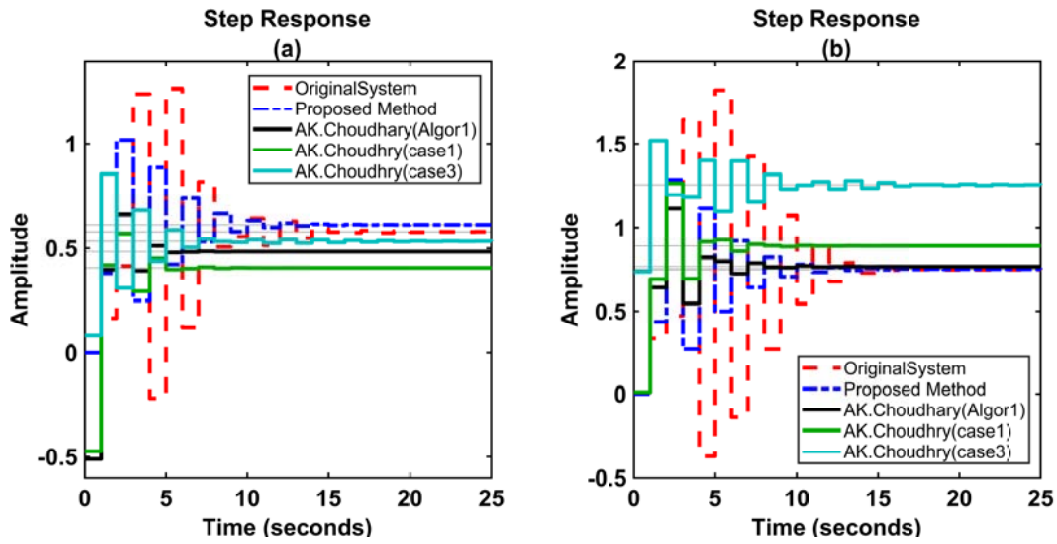 Step Response
(a)
OriginalSystem
Proposed Method
AK.Choudhary(Algor1)
AK.Choudhry(case1)
AK.Choudhry(case3)
1
0.5
0
-0.5
Amplitude
0 5 10 15 20 25
Time (seconds)
Step Response
(b)
2
1.5
1
0.5
0
-0.5
Amplitude
OriginalSystem
Proposed Method
AK.Choudhary(Algor1)
AK.Choudhry(case1)
AK.Choudhry(case3)
0 5 10 15 20 25
Time (seconds)